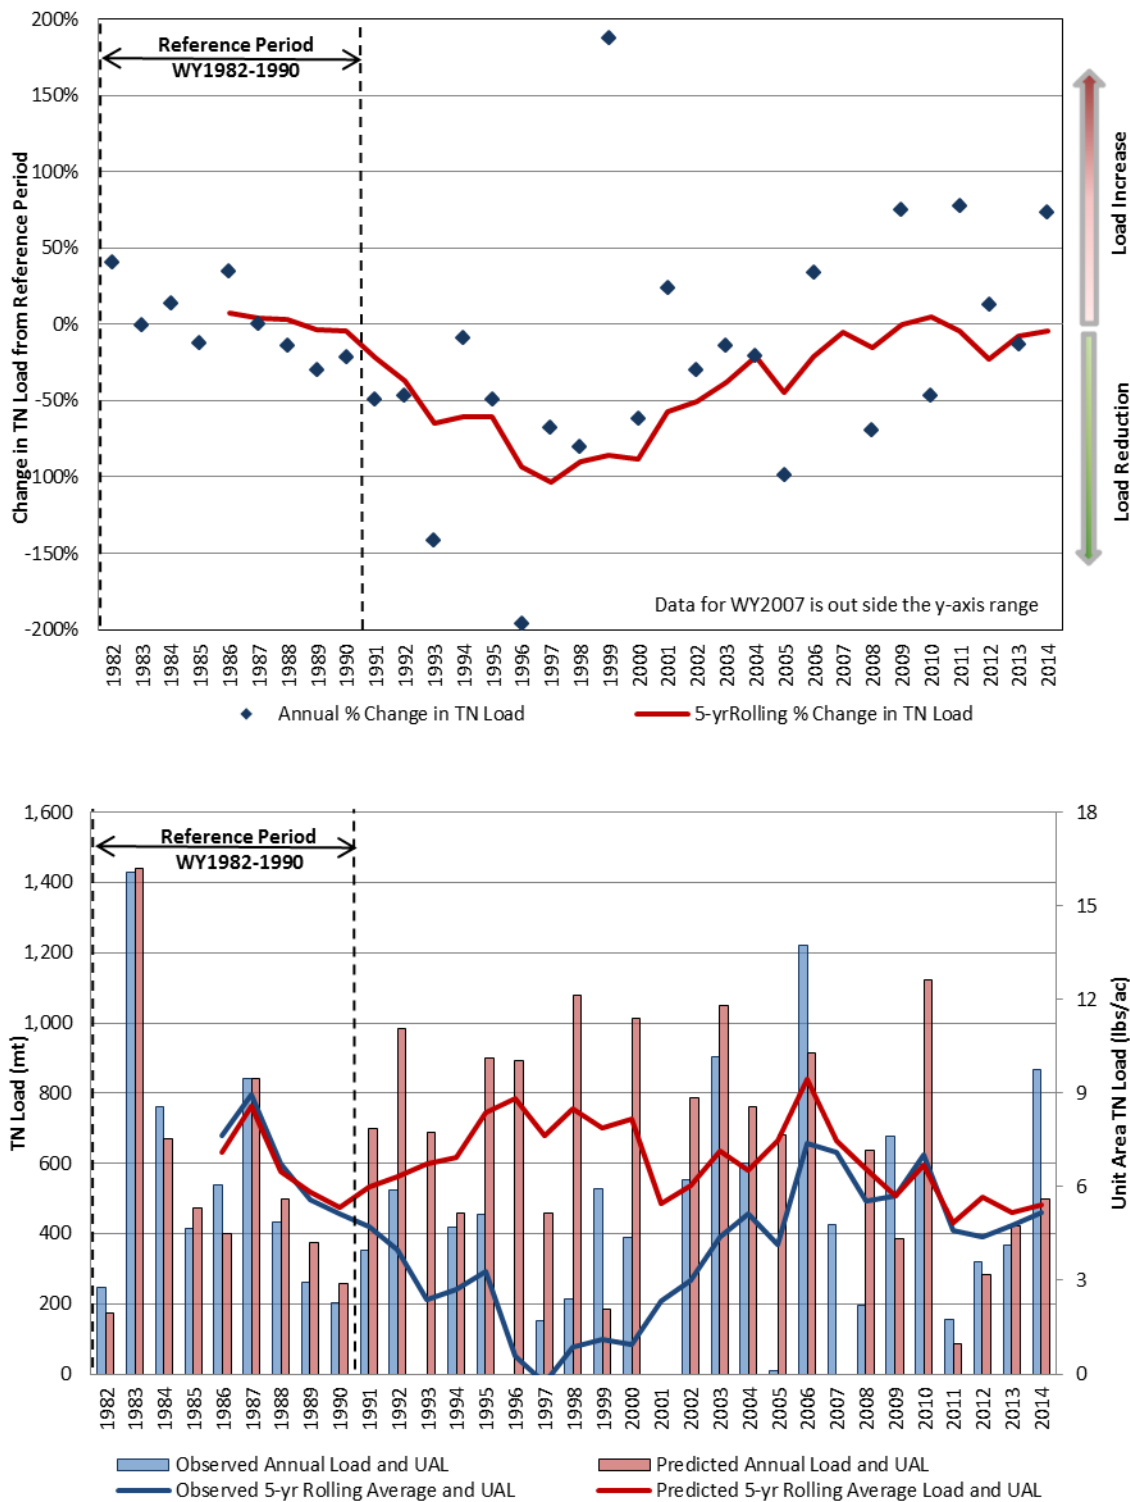 200%
150%
100%
50%
0%
-50%
-100%
-150%
-200%
Change in TN Load from Reference Period
Reference Period
WY1982-1990
Load Increase
Load Reduction
Data for WY2007 is out side the y-axis range
1982 1983 1984 1985 1986 1987 1988 1989 1990 1991 1992 1993 1994 1995 1996 1997 1998 1999 2000 2001 2002 2003 2004 2005 2006 2007 2008 2009 2010 2011 2012 2013 2014
Annual % Change in TN Load 5-yrRolling % Change in TN Load
1,600
1,400
1,200
1,000
800
600
400
200
0
TN Load (mt)
Reference Period
WY1982-1990
18
15
12
9
6
3
0
Unit Area TN Load (lbs/ac)
1982 1983 1984 1985 1986 1987 1988 1989 1990 1991 1992 1993 1994 1995 1996 1997 1998 1999 2000 2001 2002 2003 2004 2005 2006 2007 2008 2009 2010 2011 2012 2013 2014
Observed Annual Load and UAL Predicted Annual Load and UAL
Observed 5-yr Rolling Average and UAL Predicted 5-yr Rolling Average Load and UAL